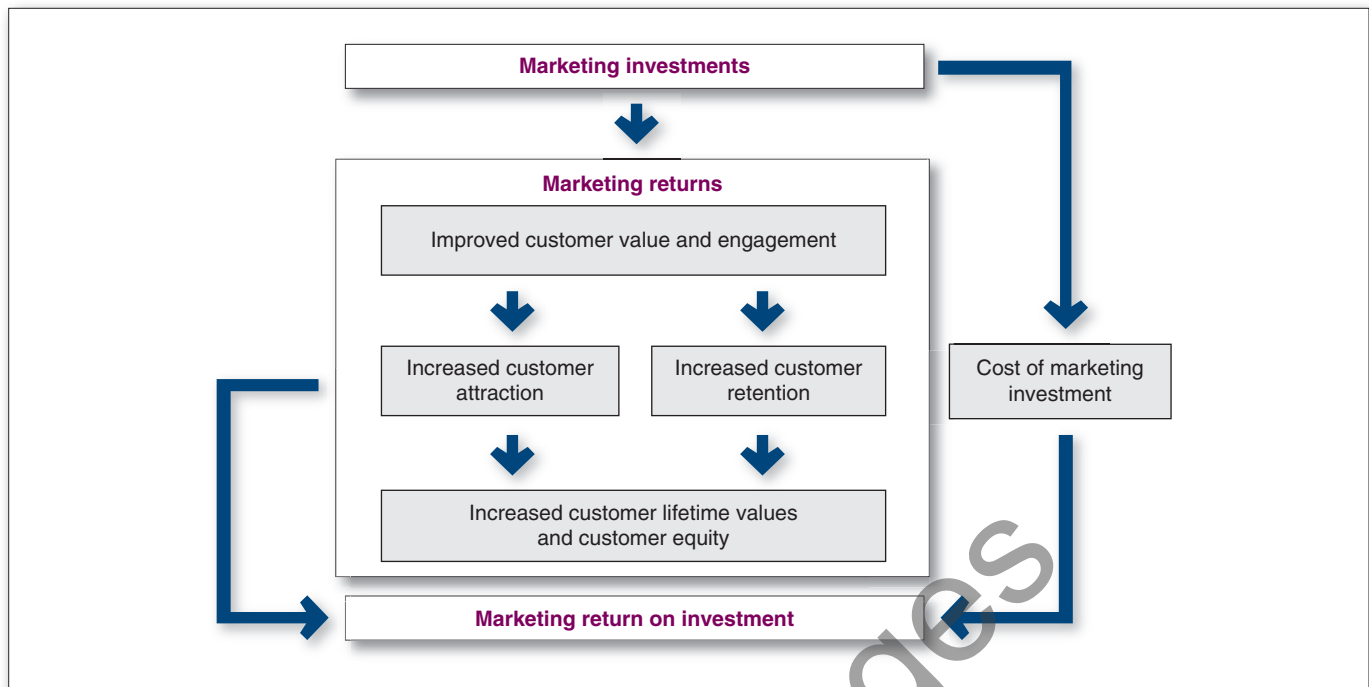 Marketing investments
Marketing returns
Improved customer value and engagement
Increased customer
attraction
Increased customer
retention
Cost of marketing
investment
Increased customer lifetime values
and customer equity
Marketing return on investment
ges